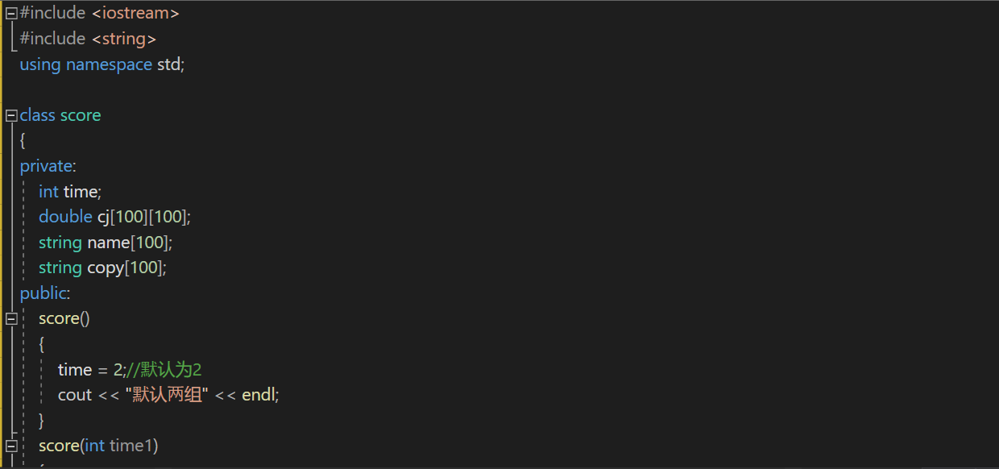 #include <iostream>
#include <string>
using namespace std;
class score
{
private:
int time;
double cj[100][100];
string name[100];
string copy[100];
public:
score()
{
time = 2;//默认为2
cout << "默认两组" << endl;
}
score(int time1)